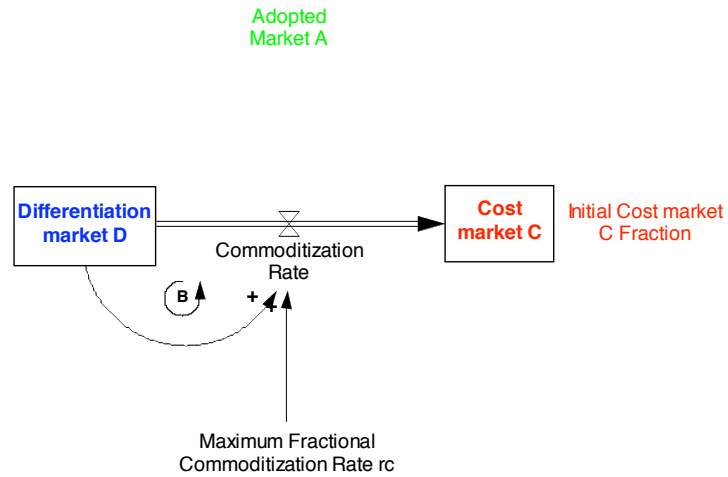 Adopted
Market A
Differentiation
market D
Cost
market C
Initial Cost market
C Fraction
Commoditization
Rate
B
+
+
Maximum Fractional
Commoditization Rate rc